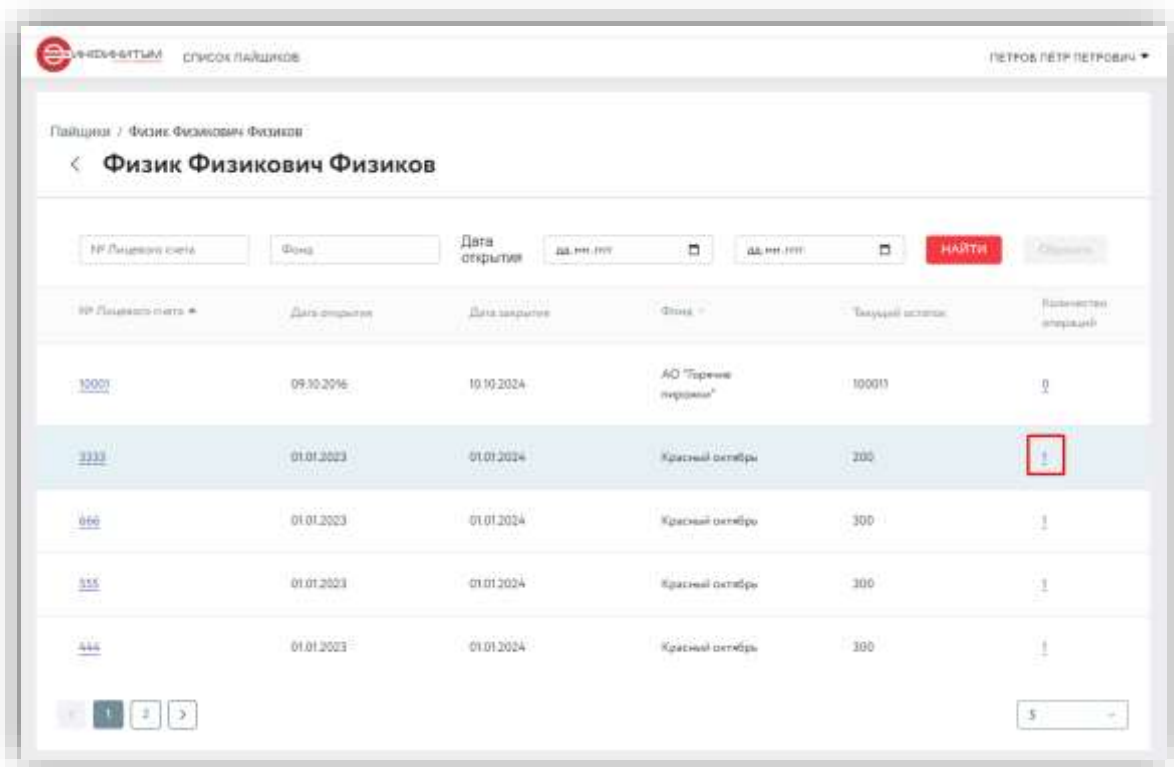 ИНФИНИТУМ
СПИСОК ПАЙЩИКОВ
ПЕТРОВ ПЁТР ПЕТРОВИЧ
Пайщики / Физик Физикович Физиков
< Физик Физикович Физиков
№ Лицевого счета
Фонд
Дата открытия
дд.мм.гггг
дд.мм.гггг
НАЙТИ
Сбросить
№ Лицевого счета Дата открытия Дата закрытия Фонд Текущий остаток Количество операций
10001 09.10.2016 10.10.2024 АО "Горячие пирожки" 100011 0
3333 01.01.2023 01.01.2024 Красный октябрь 200 1
666 01.01.2023 01.01.2024 Красный октябрь 300 1
555 01.01.2023 01.01.2024 Красный октябрь 300 1
444 01.01.2023 01.01.2024 Красный октябрь 300 1
< 1 2 >
5